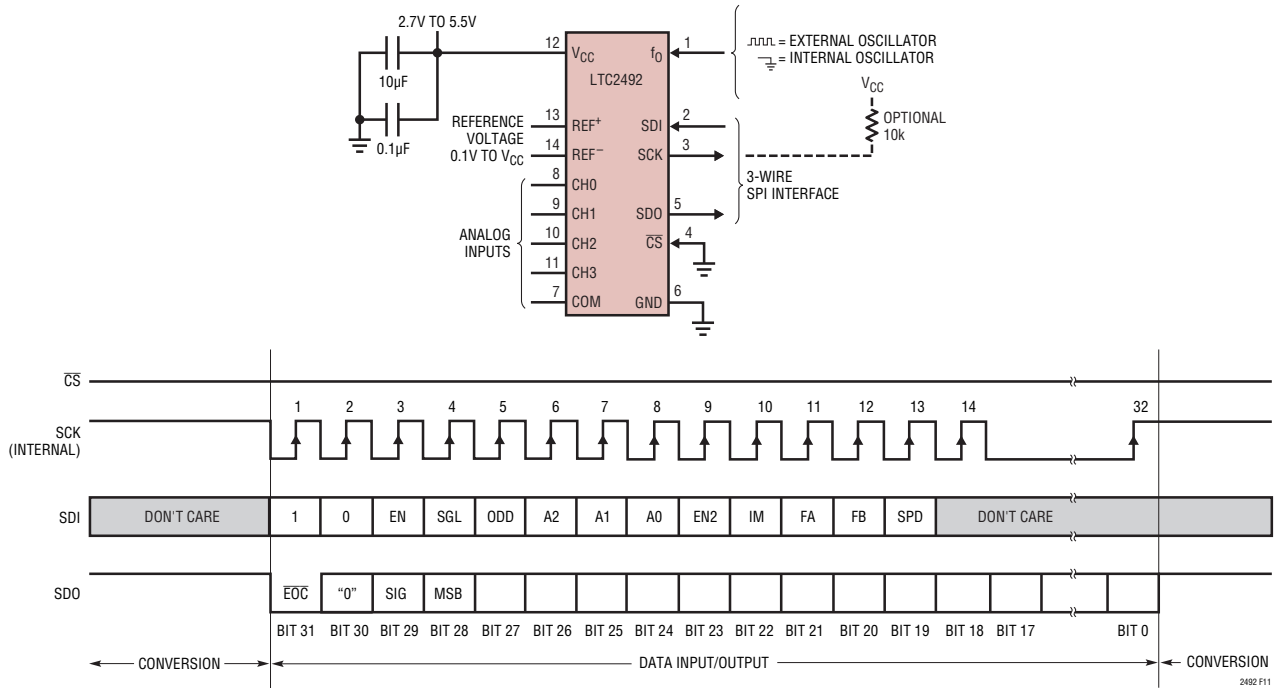 2.7V TO 5.5V
10µF
0.1µF
12
VCC
fO
1
LTC2492
= EXTERNAL OSCILLATOR
= INTERNAL OSCILLATOR
VCC
OPTIONAL
10k
REFERENCE
VOLTAGE
0.1V TO VCC
13
REF+
14
REF−
SDI
2
SCK
3
3-WIRE
SPI INTERFACE
ANALOG
INPUTS
8
CH0
9
CH1
10
CH2
11
CH3
7
COM
SDO
5
CS
4
GND
6
CS
1 2 3 4 5 6 7 8 9 10 11 12 13 14 32
SCK
(INTERNAL)
SDI DON'T CARE 1 0 EN SGL ODD A2 A1 A0 EN2 IM FA FB SPD DON'T CARE
SDO EOC “0” SIG MSB
BIT 31 BIT 30 BIT 29 BIT 28 BIT 27 BIT 26 BIT 25 BIT 24 BIT 23 BIT 22 BIT 21 BIT 20 BIT 19 BIT 18 BIT 17 BIT 0
CONVERSION DATA INPUT/OUTPUT CONVERSION
2492 F11